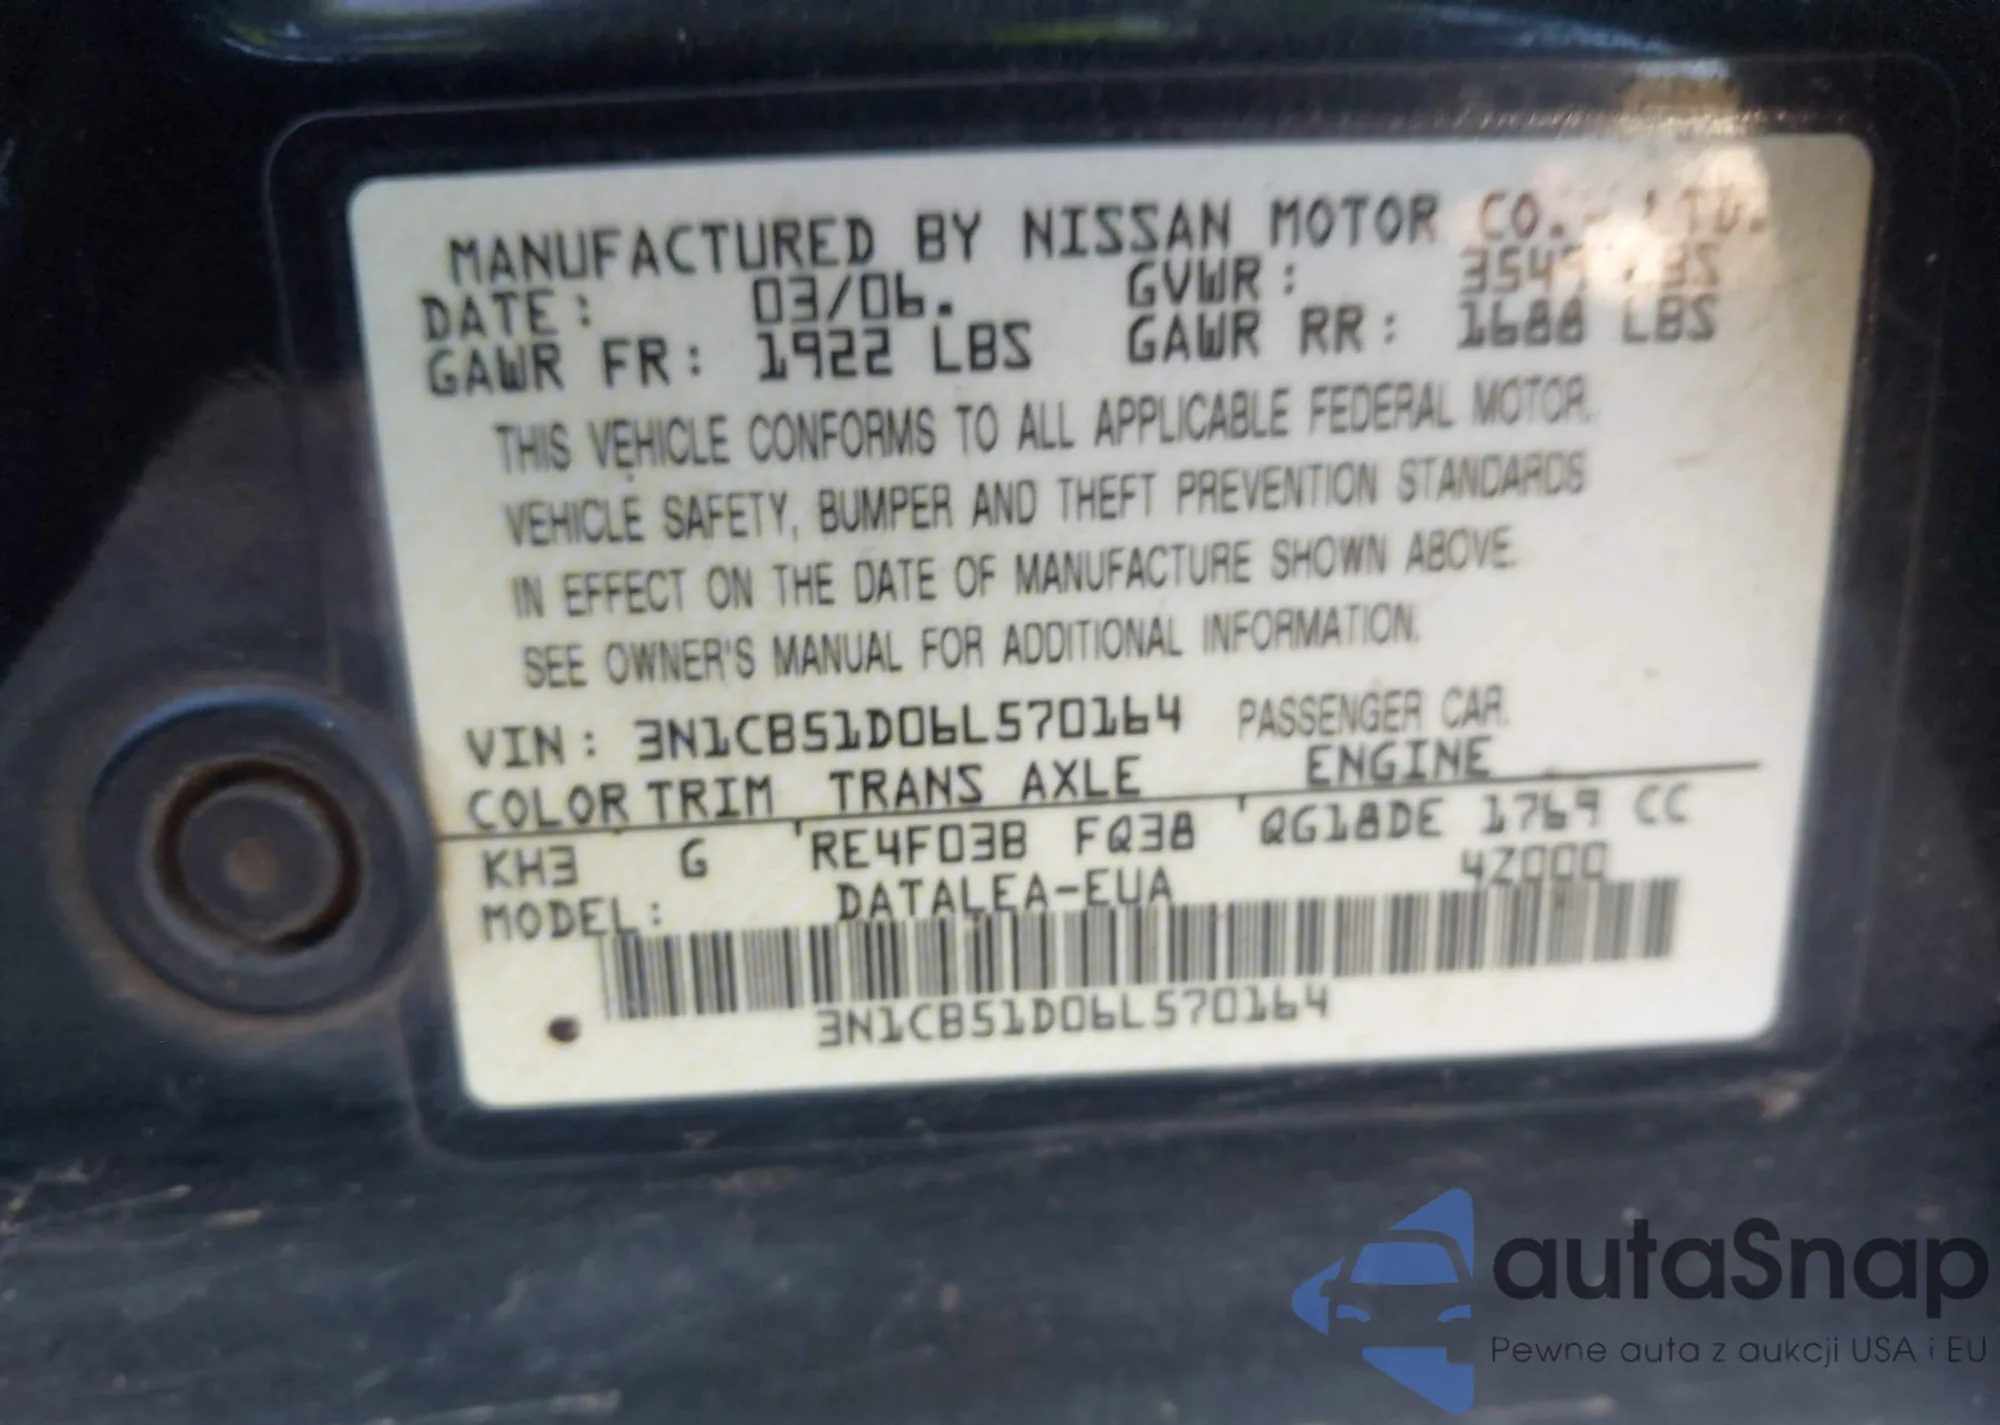 MANUFACTURED BY NISSAN MOTOR CO., LTD.
DATE: 03/06. GVWR:
GAWR FR: 1922 LBS GAWR RR: 1688 LBS
THIS VEHICLE CONFORMS TO ALL APPLICABLE FEDERAL MOTOR
VEHICLE SAFETY, BUMPER AND THEFT PREVENTION STANDARDS
IN EFFECT ON THE DATE OF MANUFACTURE SHOWN ABOVE.
SEE OWNER'S MANUAL FOR ADDITIONAL INFORMATION.
VIN: 3N1CB51D06L570164 PASSENGER CAR.
COLOR TRIM TRANS AXLE ENGINE
KH3 G RE4F03B FQ38 QG18DE 1769 CC
MODEL: DATALEA-EUA 4Z000
3N1CB51D06L570164
autaSnap
Pewne auta z aukcji USA i EU